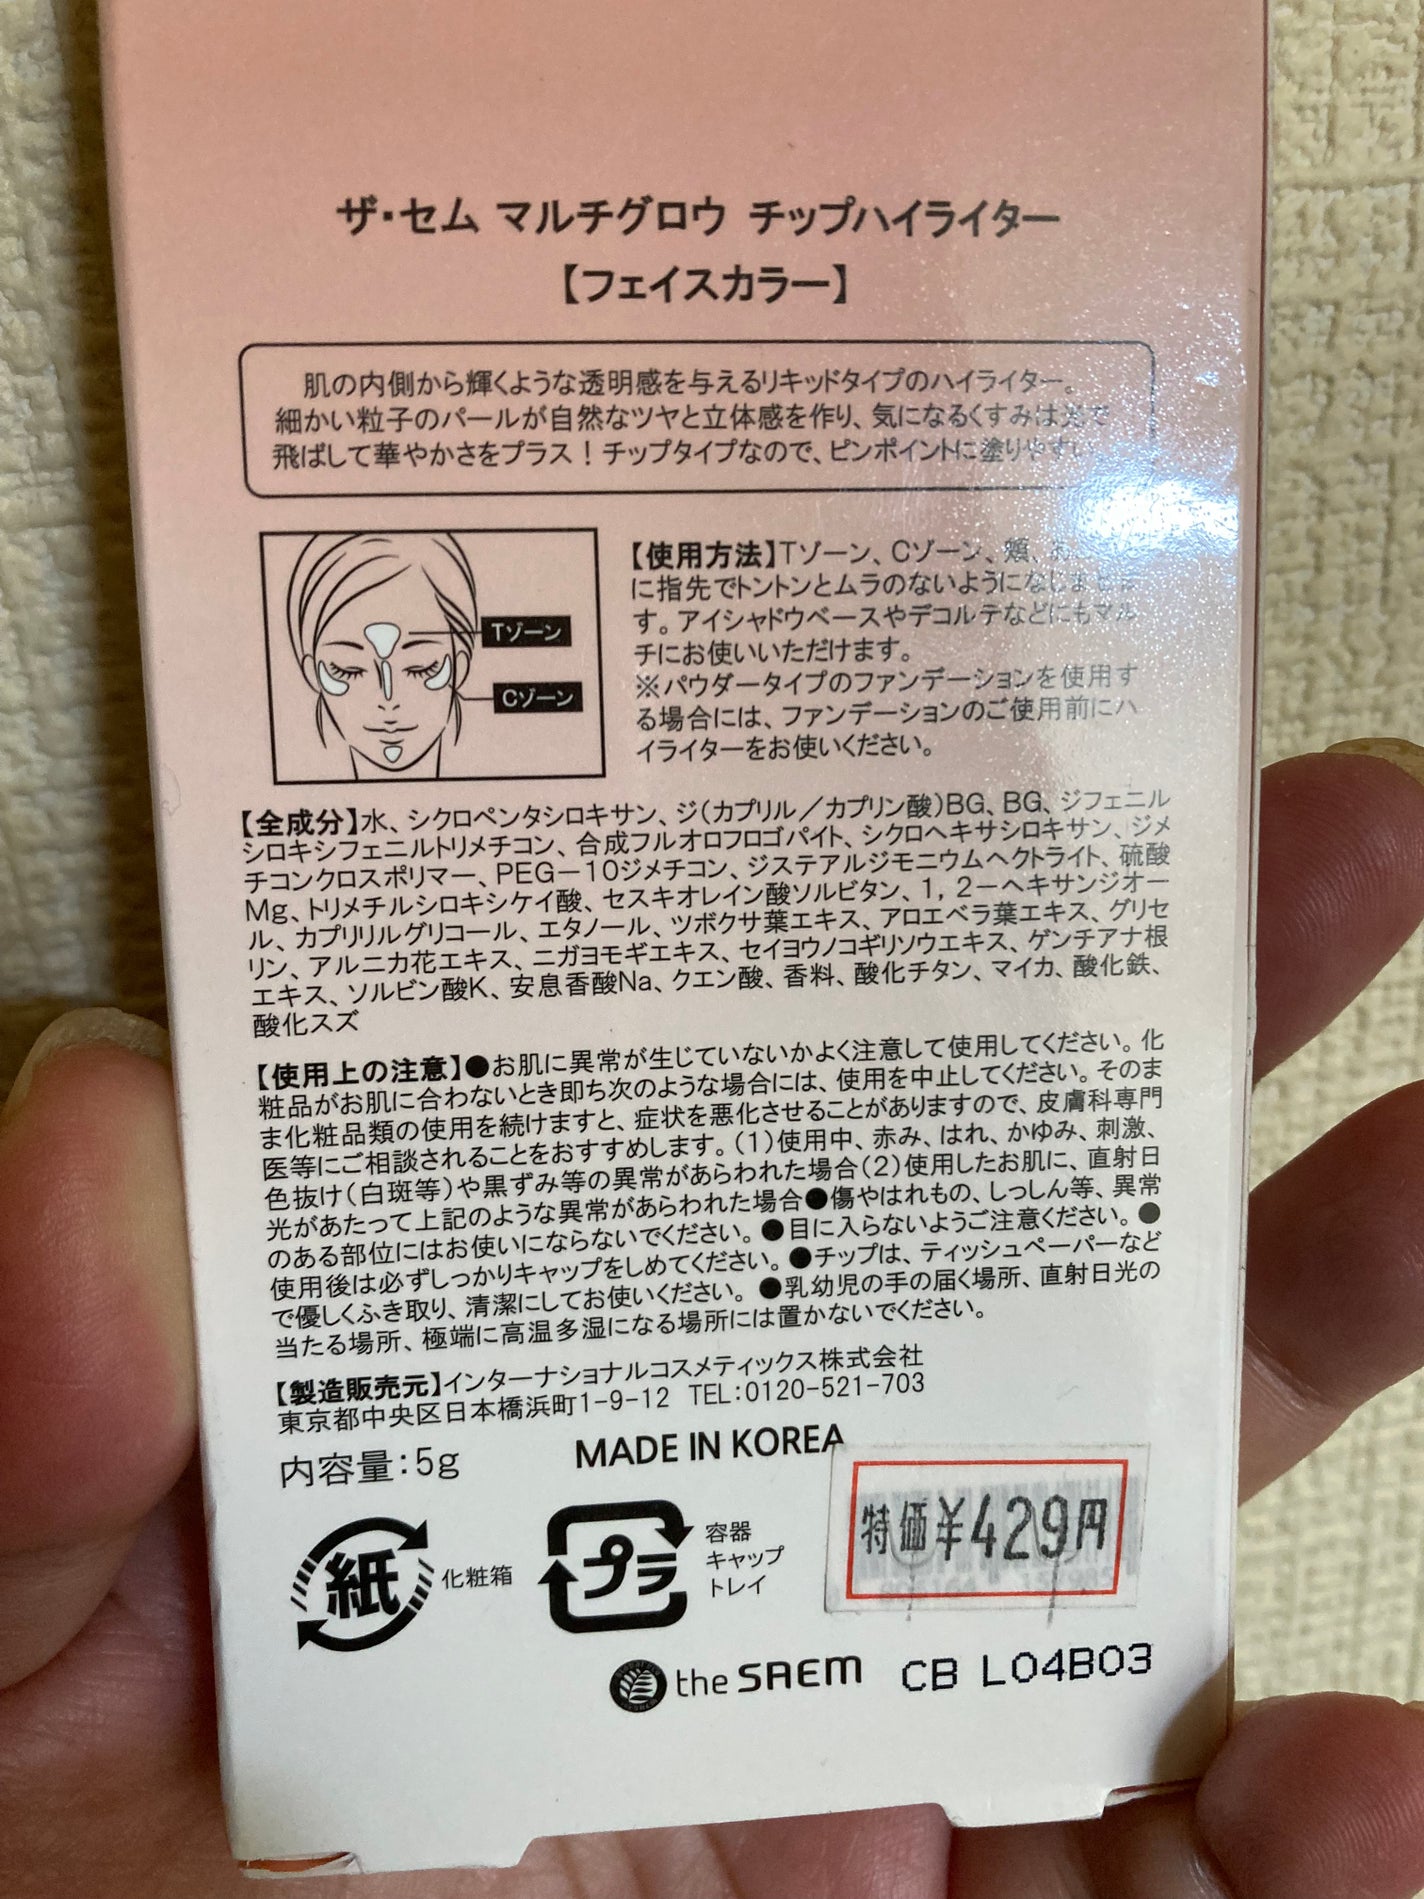 ザ・セム マルチグロウ チップハイライター
【フェイスカラー】
肌の内側から輝くような透明感を与えるリキッドタイプのハイライター。
細かい粒子のパールが自然なツヤと立体感を作り、気になるくすみは光で
飛ばして華やかさをプラス！チップタイプなので、ピンポイントに塗りやすい
Tゾーン
Cゾーン
【使用方法】Tゾーン、Cゾーン、頬、
に指先でトントンとムラのないようになじませま
す。アイシャドウベースやデコルテなどにもマル
チにお使いいただけます。
※パウダータイプのファンデーションを使用す
る場合には、ファンデーションのご使用前にハ
イライターをお使いください。
【全成分】水、シクロペンタシロキサン、ジ(カプリル／カプリン酸)BG、BG、ジフェニル
シロキシフェニルトリメチコン、合成フルオロフロゴパイト、シクロヘキサシロキサン、ジメ
チコンクロスポリマー、PEG－10ジメチコン、ジステアルジモニウムヘクトライト、硫酸
Mg、トリメチルシロキシケイ酸、セスキオレイン酸ソルビタン、1，2－ヘキサンジオー
ル、カプリリルグリコール、エタノール、ツボクサ葉エキス、アロエベラ葉エキス、グリセ
リン、アルニカ花エキス、ニガヨモギエキス、セイヨウノコギリソウエキス、ゲンチアナ根
エキス、ソルビン酸K、安息香酸Na、クエン酸、香料、酸化チタン、マイカ、酸化鉄、
酸化スズ
【使用上の注意】●お肌に異常が生じていないかよく注意して使用してください。化
粧品がお肌に合わないとき即ち次のような場合には、使用を中止してください。そのま
ま化粧品類の使用を続けますと、症状を悪化させることがありますので、皮膚科専門
医等にご相談されることをおすすめします。(1)使用中、赤み、はれ、かゆみ、刺激、
色抜け(白斑等)や黒ずみ等の異常があらわれた場合(2)使用したお肌に、直射日
光があたって上記のような異常があらわれた場合●傷やはれもの、しっしん等、異常
のある部位にはお使いにならないでください。●目に入らないようご注意ください。●
使用後は必ずしっかりキャップをしめてください。●チップは、ティッシュペーパーなど
で優しくふき取り、清潔にしてお使いください。●乳幼児の手の届く場所、直射日光の
当たる場所、極端に高温多湿になる場所には置かないでください。
【製造販売元】インターナショナルコスメティックス株式会社
東京都中央区日本橋浜町1-9-12 TEL:0120-521-703
内容量:5g
MADE IN KOREA
特価¥429円
紙
化粧箱
プラ
容器
キャップ
トレイ
the SAEM
CB L04B03